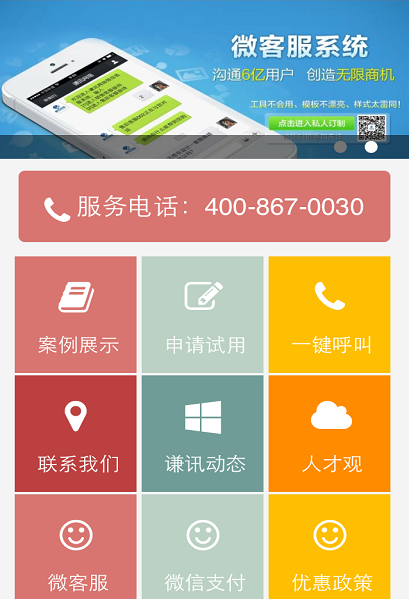 微客服系统
沟通6亿用户 创造无限商机
工具不会用、模板不漂亮、样式太雷同!
点击进入私人订制
服务电话：400-867-0030
案例展示
申请试用
一键呼叫
联系我们
谦讯动态
人才观
微客服
微信支付
优惠政策